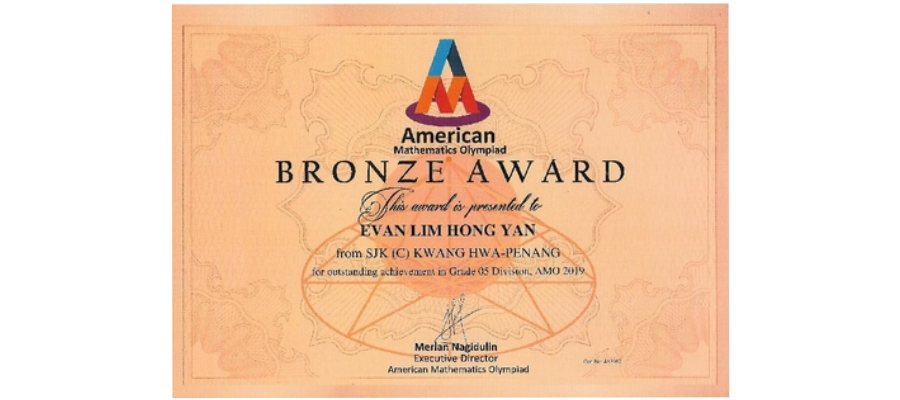 American
Mathematics Olympiad
BRONZE AWARD
This award is presented to
EVAN LIM HONG YAN
from SJK (C) KWANG HWA-PENANG
for outstanding achievement in Grade 05 Division, AMO 2019
Merlan Nagidulin
Executive Director
American Mathematics Olympiad